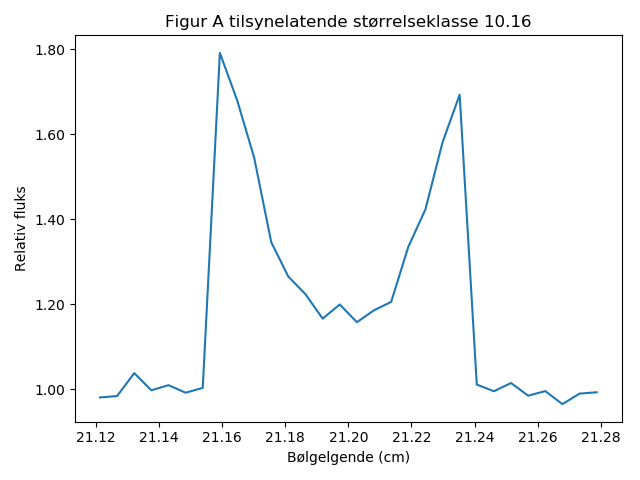 Figur A tilsynelatende størrelseklasse 10.16
Relativ fluks
1.80
1.60
1.40
1.20
1.00
21.12 21.14 21.16 21.18 21.20 21.22 21.24 21.26 21.28
Bølgelgende (cm)